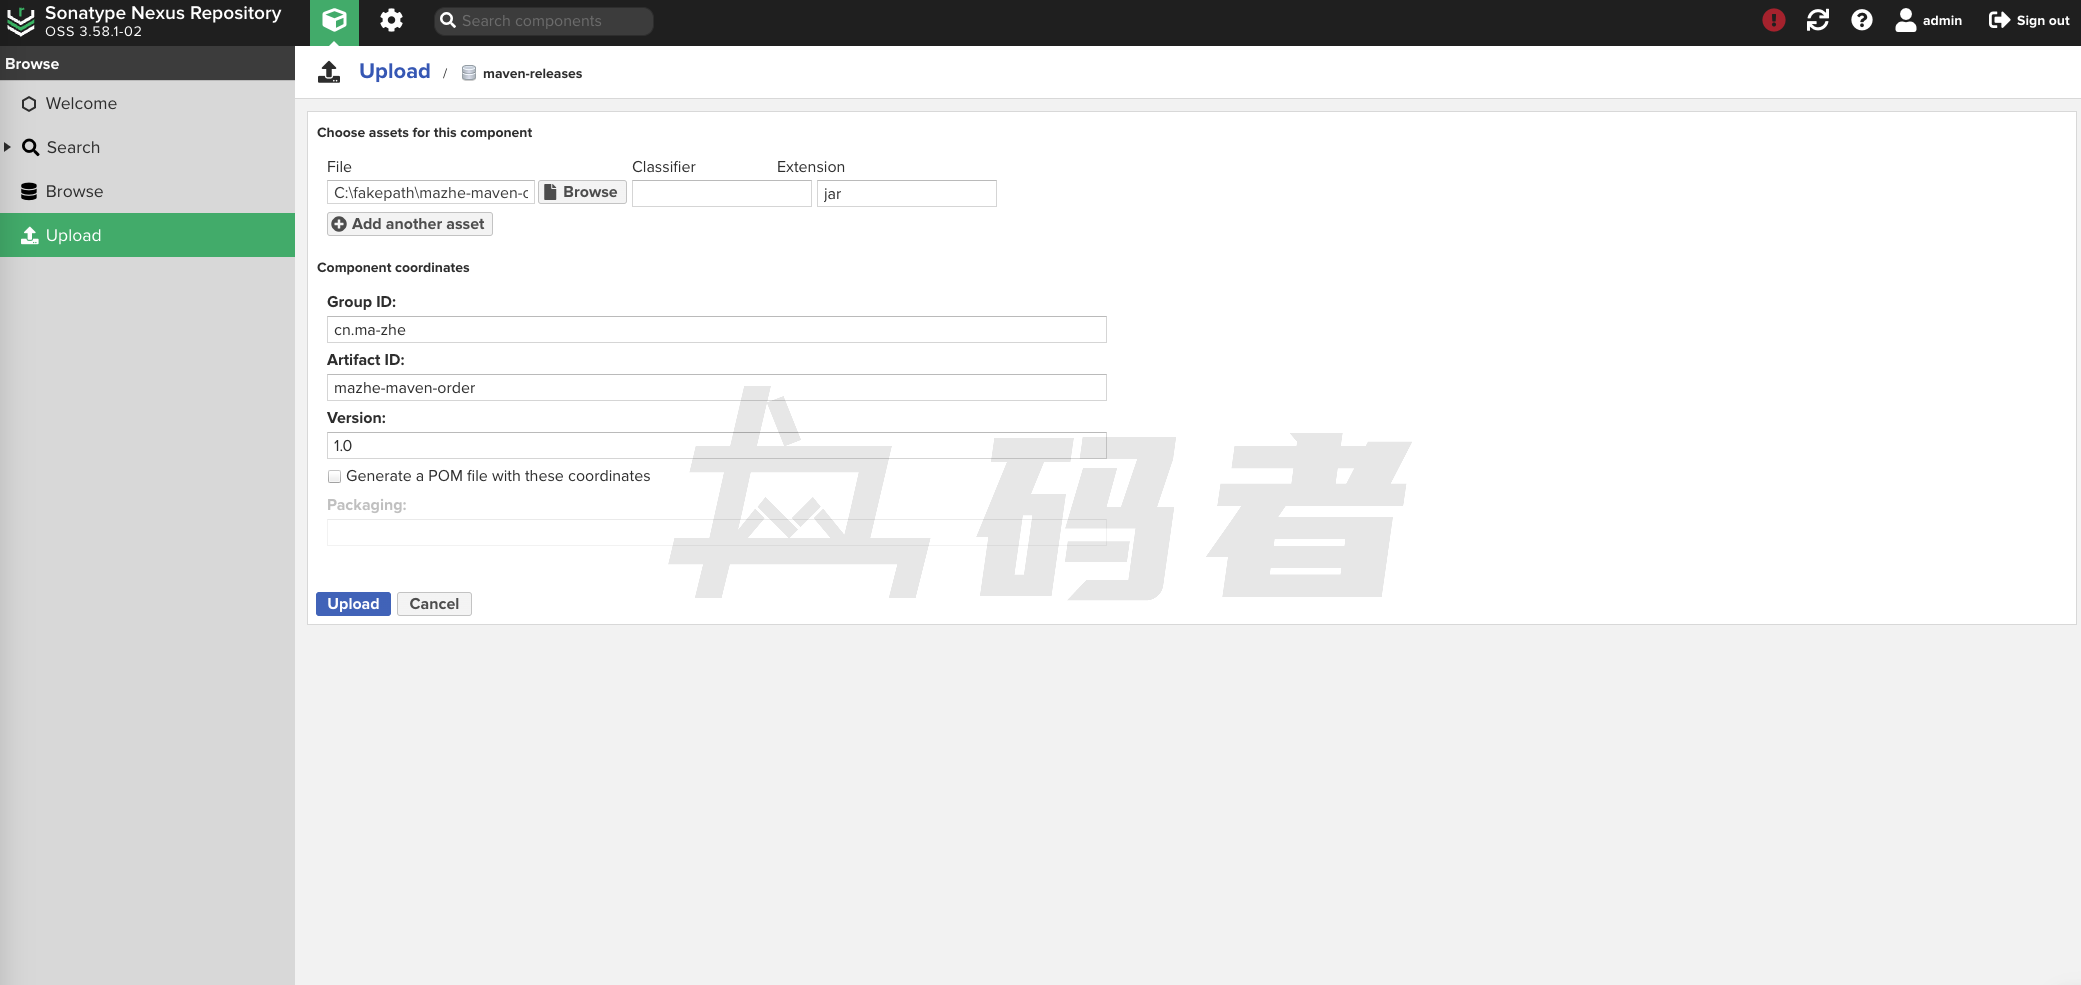 Sonatype Nexus Repository
OSS 3.58.1-02
Search components
admin
Sign out
Browse
Welcome
Search
Browse
Upload
Upload / maven-releases
Choose assets for this component
File Classifier Extension
C:\fakepath\mazhe-maven-c Browse jar
Add another asset
Component coordinates
Group ID:
cn.ma-zhe
Artifact ID:
mazhe-maven-order
Version:
1.0
Generate a POM file with these coordinates
Packaging:
Upload Cancel
码者